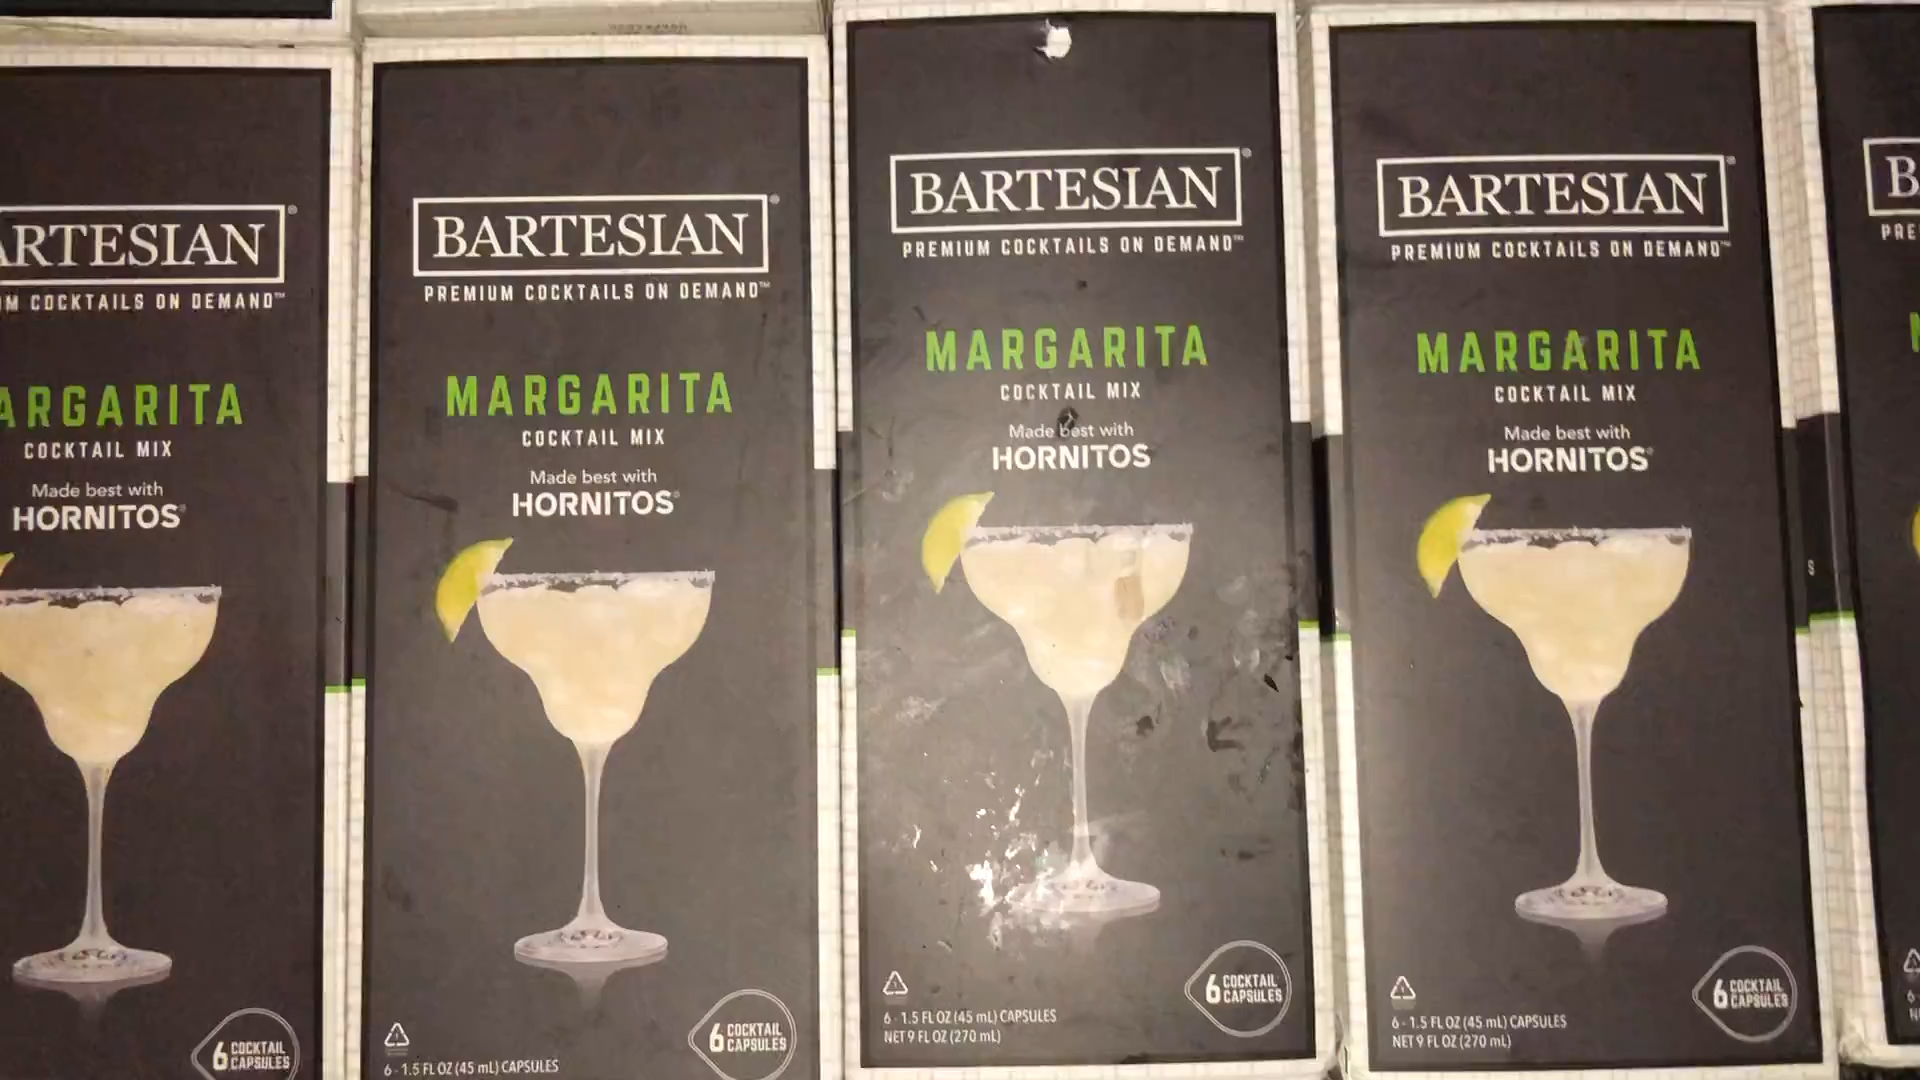 ARTESIAN®
M COCKTAILS ON DEMAND™
ARGARITA
COCKTAIL MIX
Made best with
HORNITOS®
6 COCKTAIL
CAPSULES
BARTESIAN®
PREMIUM COCKTAILS ON DEMAND™
MARGARITA
COCKTAIL MIX
Made best with
HORNITOS®
6 COCKTAIL
CAPSULES
6 - 1.5 FL OZ (45 mL) CAPSULES
BARTESIAN®
PREMIUM COCKTAILS ON DEMAND™
MARGARITA
COCKTAIL MIX
Made best with
HORNITOS
6 COCKTAIL
CAPSULES
6 - 1.5 FL OZ (45 mL) CAPSULES
NET 9 FL OZ (270 mL)
BARTESIAN®
PREMIUM COCKTAILS ON DEMAND™
MARGARITA
COCKTAIL MIX
Made best with
HORNITOS®
6 COCKTAIL
CAPSULES
6 - 1.5 FL OZ (45 mL) CAPSULES
NET 9 FL OZ (270 mL)
S
B
PRE